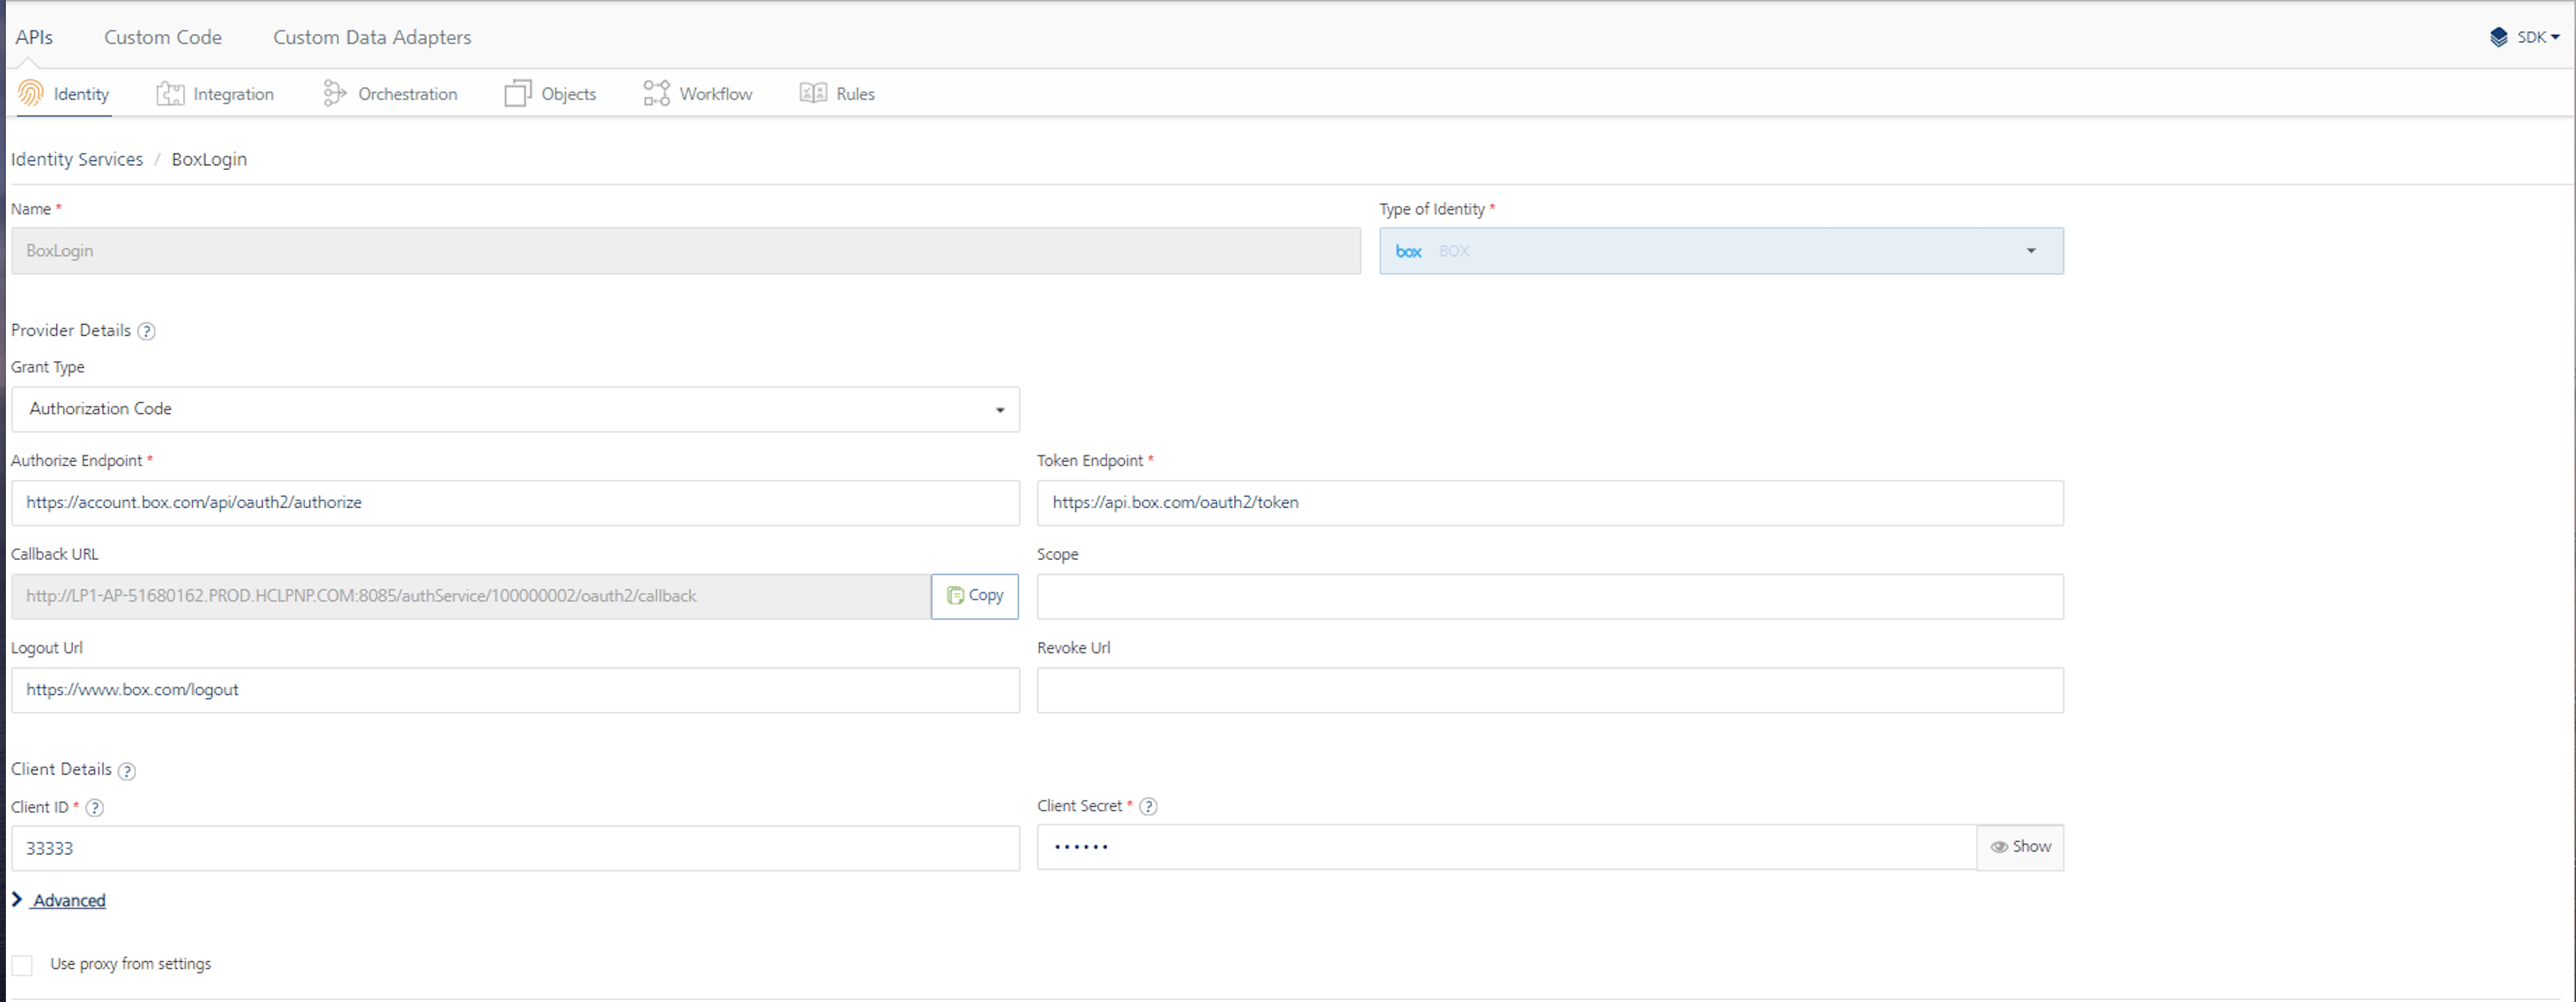 APIs Custom Code Custom Data Adapters SDK
Identity Integration Orchestration Objects Workflow Rules
Identity Services / BoxLogin
Name * Type of Identity *
BoxLogin box BOX
Provider Details ?
Grant Type
Authorization Code
Authorize Endpoint * Token Endpoint *
https://account.box.com/api/oauth2/authorize https://api.box.com/oauth2/token
Callback URL Scope
http://LP1-AP-51680162.PROD.HCLPNP.COM:8085/authService/100000002/oauth2/callback Copy
Logout Url Revoke Url
https://www.box.com/logout
Client Details ?
Client ID * ? Client Secret * ?
33333 •••••• Show
Advanced
Use proxy from settings